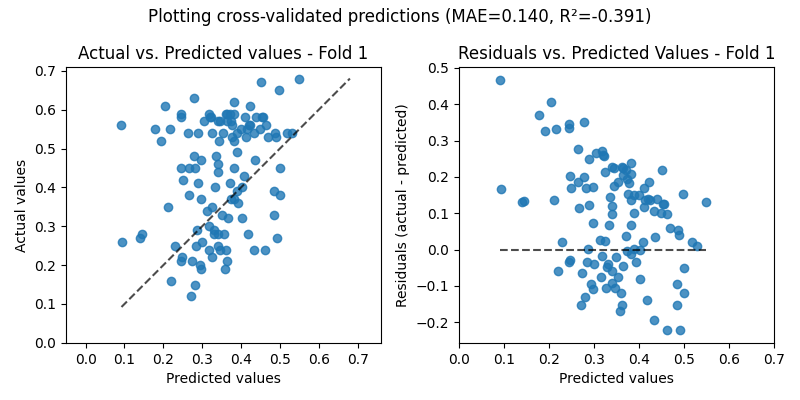 Plotting cross-validated predictions (MAE=0.140, R²=-0.391)
Actual vs. Predicted values - Fold 1
Actual values
0.7
0.6
0.5
0.4
0.3
0.2
0.1
0.0
0.0 0.1 0.2 0.3 0.4 0.5 0.6 0.7
Predicted values
Residuals vs. Predicted Values - Fold 1
Residuals (actual - predicted)
0.5
0.4
0.3
0.2
0.1
0.0
−0.1
−0.2
0.0 0.1 0.2 0.3 0.4 0.5 0.6 0.7
Predicted values